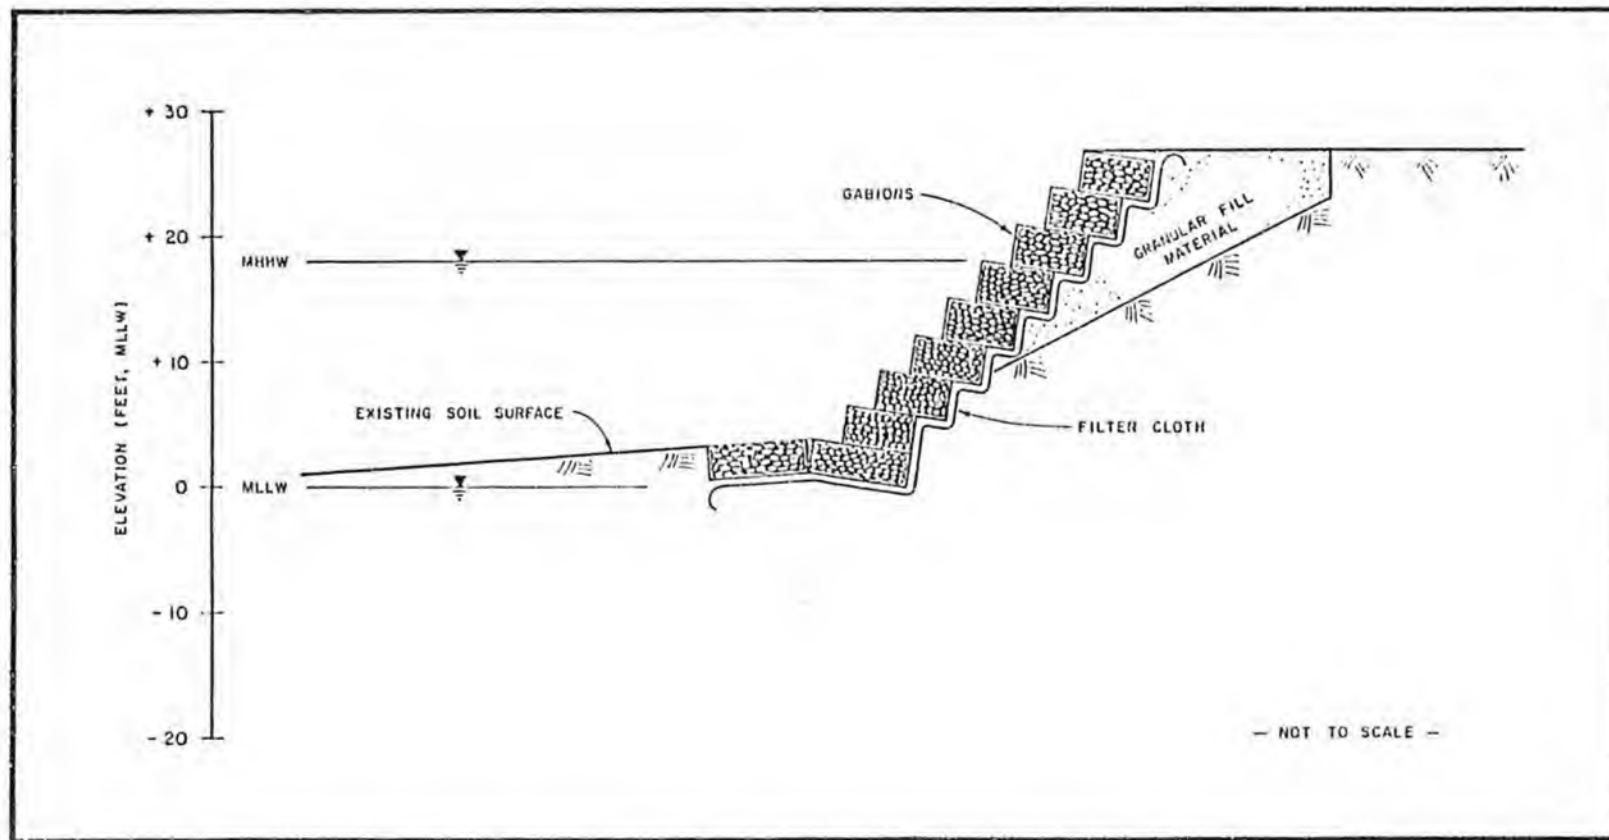 + 30
+ 20
+ 10
0
- 10
- 20
ELEVATION (FEET, MLLW)
MHHW
MLLW
GABIONS
GRANULAR FILL
MATERIAL
EXISTING SOIL SURFACE
FILTER CLOTH
— NOT TO SCALE —